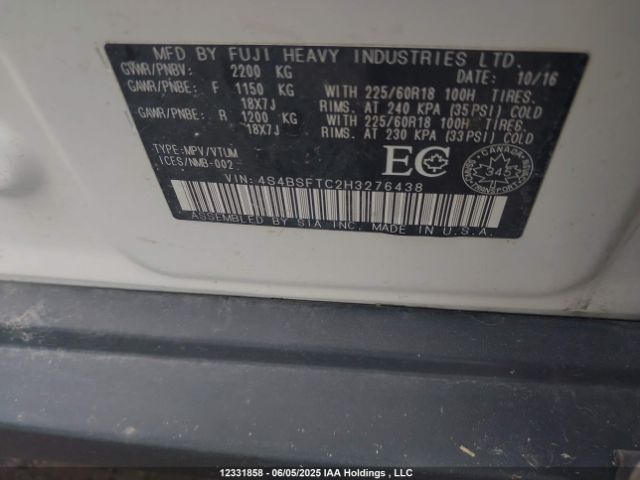 MFD BY FUJI HEAVY INDUSTRIES LTD.
GVWR/PNBV: 2200 KG DATE: 10/16
GAWR/PNBE: F 1150 KG WITH 225/60R18 100H TIRES.
18X7J RIMS. AT 240 KPA (35PSI) COLD
GAWR/PNBE: R 1200 KG WITH 225/60R18 100H TIRES.
18X7J RIMS. AT 230 KPA (33PSI) COLD
TYPE:MPV/VTUM
ICES/NMB-002
EC
CANADA
345
TRANSPORT
VIN: 4S4BSFTC2H3276438
ASSEMBLED BY SIA INC. MADE IN U.S.A.
12331858 - 06/05/2025 IAA Holdings , LLC